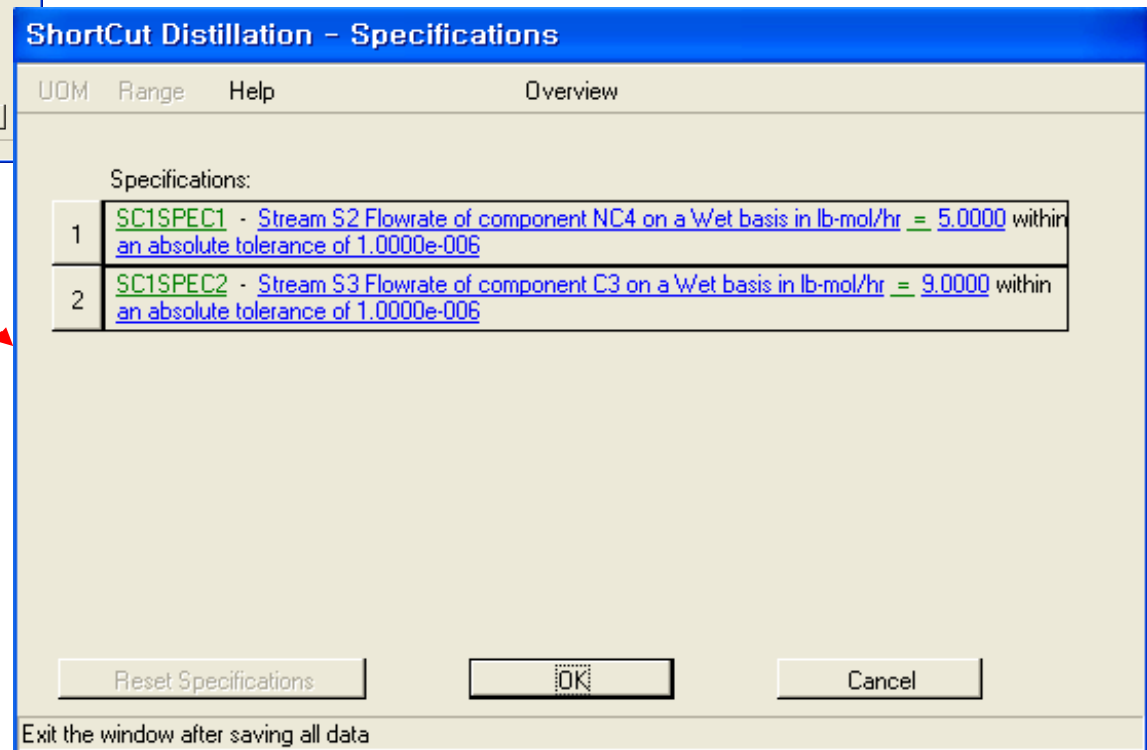 ShortCut Distillation - Specifications
UOM Range Help Overview
Specifications:
1 SC1SPEC1 - Stream S2 Flowrate of component NC4 on a Wet basis in lb-mol/hr = 5.0000 within
an absolute tolerance of 1.0000e-006
2 SC1SPEC2 - Stream S3 Flowrate of component C3 on a Wet basis in lb-mol/hr = 9.0000 within
an absolute tolerance of 1.0000e-006
Reset Specifications OK Cancel
Exit the window after saving all data